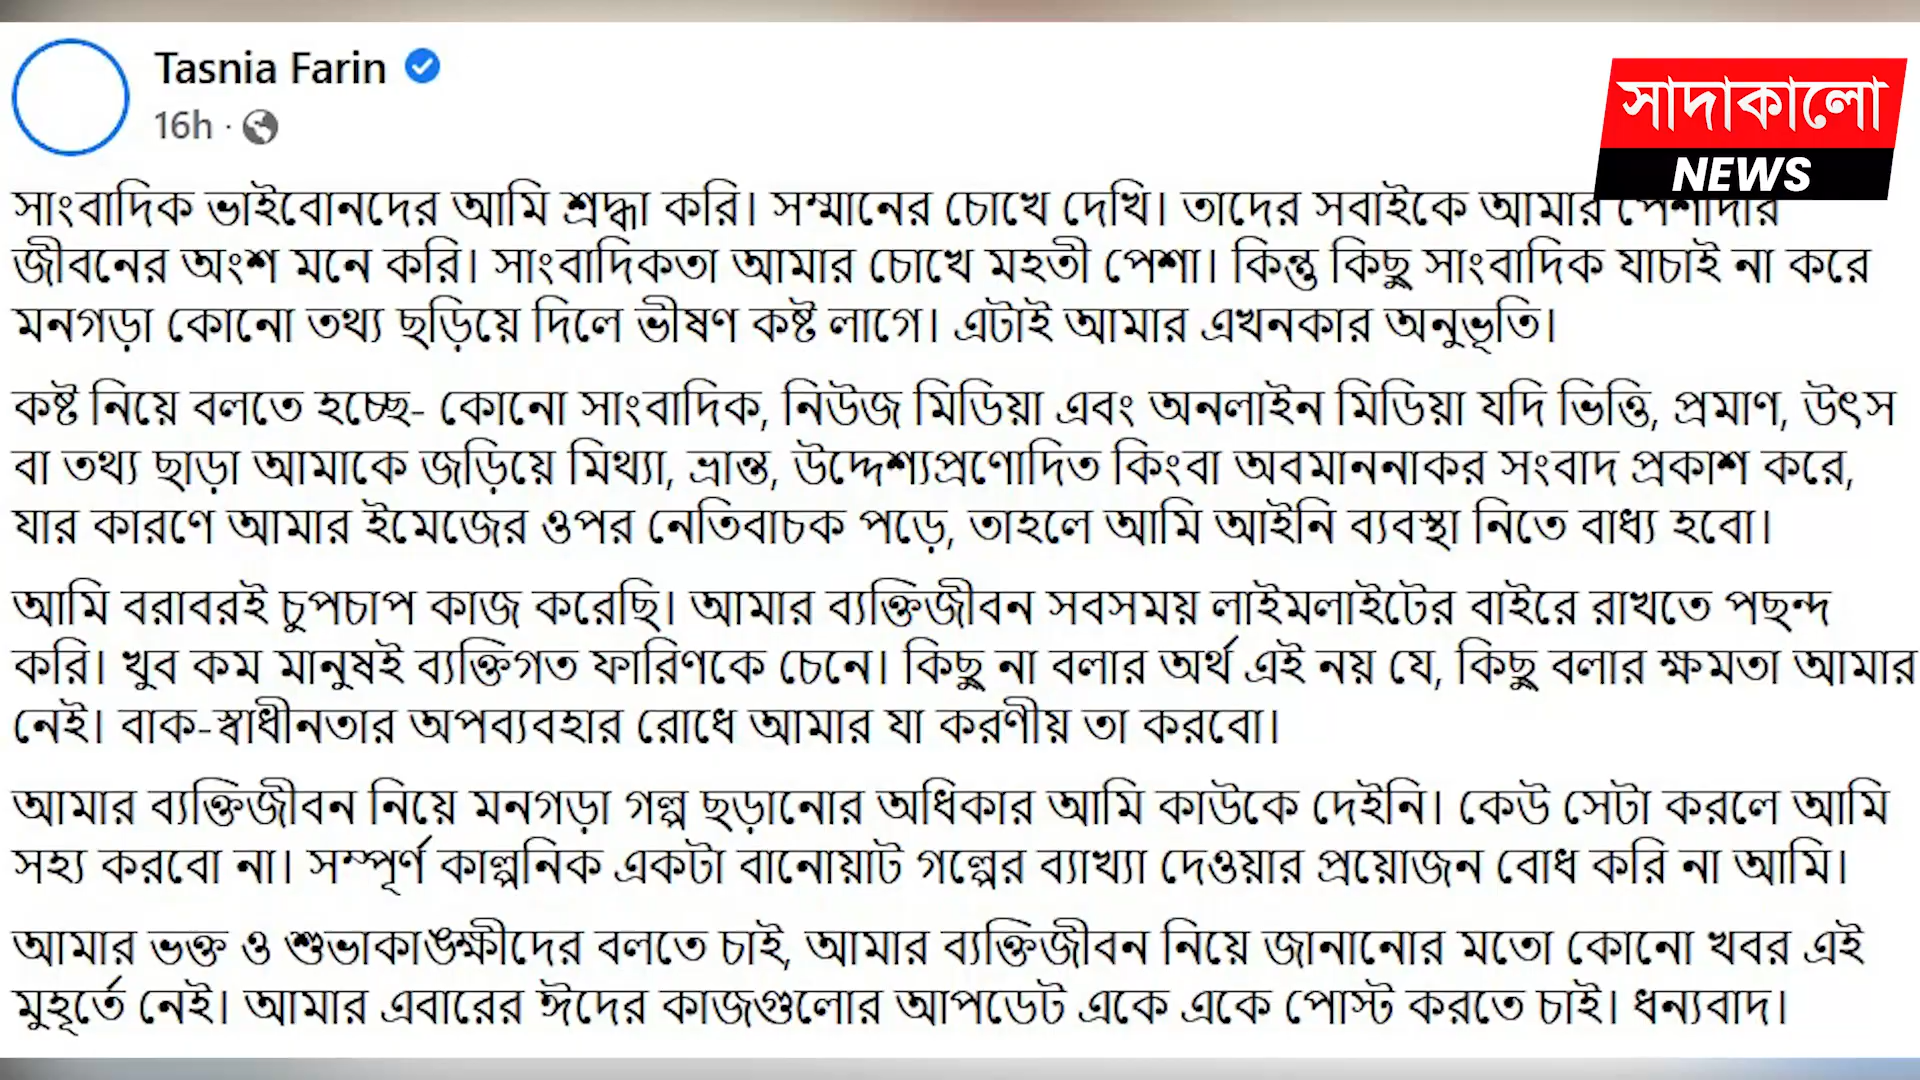 Tasnia Farin
16h ·
সাদাকালো
NEWS
সাংবাদিক ভাইবোনদের আমি শ্রদ্ধা করি। সম্মানের চোখে দেখি। তাদের সবাইকে আমার পেশাদার
জীবনের অংশ মনে করি। সাংবাদিকতা আমার চোখে মহতী পেশা। কিন্তু কিছু সাংবাদিক যাচাই না করে
মনগড়া কোনো তথ্য ছড়িয়ে দিলে ভীষণ কষ্ট লাগে। এটাই আমার এখনকার অনুভূতি।
কষ্ট নিয়ে বলতে হচ্ছে- কোনো সাংবাদিক, নিউজ মিডিয়া এবং অনলাইন মিডিয়া যদি ভিত্তি, প্রমাণ, উৎস
বা তথ্য ছাড়া আমাকে জড়িয়ে মিথ্যা, ভ্রান্ত, উদ্দেশ্যপ্রণোদিত কিংবা অবমাননাকর সংবাদ প্রকাশ করে,
যার কারণে আমার ইমেজের ওপর নেতিবাচক পড়ে, তাহলে আমি আইনি ব্যবস্থা নিতে বাধ্য হবো।
আমি বরাবরই চুপচাপ কাজ করেছি। আমার ব্যক্তিজীবন সবসময় লাইমলাইটের বাইরে রাখতে পছন্দ
করি। খুব কম মানুষই ব্যক্তিগত ফারিণকে চেনে। কিছু না বলার অর্থ এই নয় যে, কিছু বলার ক্ষমতা আমার
নেই। বাক-স্বাধীনতার অপব্যবহার রোধে আমার যা করণীয় তা করবো।
আমার ব্যক্তিজীবন নিয়ে মনগড়া গল্প ছড়ানোর অধিকার আমি কাউকে দেইনি। কেউ সেটা করলে আমি
সহ্য করবো না। সম্পূর্ণ কাল্পনিক একটা বানোয়াট গল্পের ব্যাখ্যা দেওয়ার প্রয়োজন বোধ করি না আমি।
আমার ভক্ত ও শুভাকাঙ্ক্ষীদের বলতে চাই, আমার ব্যক্তিজীবন নিয়ে জানানোর মতো কোনো খবর এই
মুহূর্তে নেই। আমার এবারের ঈদের কাজগুলোর আপডেট একে একে পোস্ট করতে চাই। ধন্যবাদ।